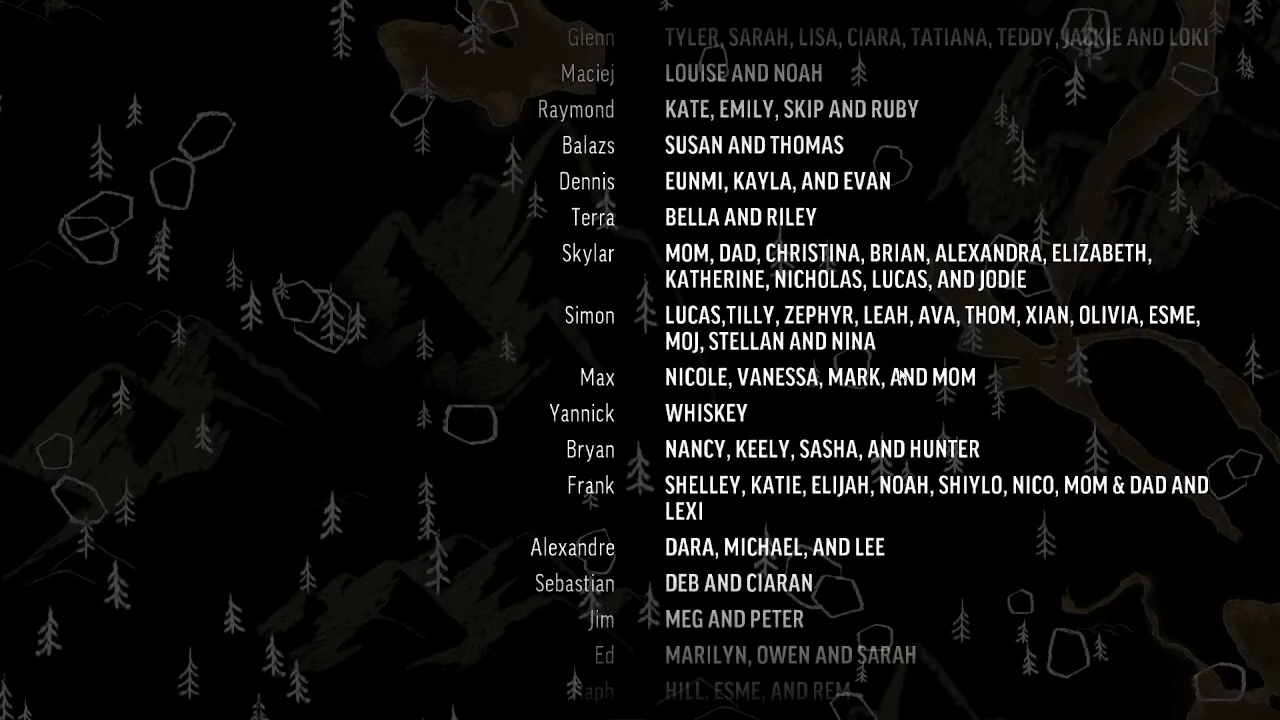 Glenn TYLER, SARAH, LISA, CIARA, TATIANA, TEDDY, JACKIE AND LOKI
Maciej LOUISE AND NOAH
Raymond KATE, EMILY, SKIP AND RUBY
Balazs SUSAN AND THOMAS
Dennis EUNMI, KAYLA, AND EVAN
Terra BELLA AND RILEY
Skylar MOM, DAD, CHRISTINA, BRIAN, ALEXANDRA, ELIZABETH,
KATHERINE, NICHOLAS, LUCAS, AND JODIE
Simon LUCAS,TILLY, ZEPHYR, LEAH, AVA, THOM, XIAN, OLIVIA, ESME,
MOJ, STELLAN AND NINA
Max NICOLE, VANESSA, MARK, AND MOM
Yannick WHISKEY
Bryan NANCY, KEELY, SASHA, AND HUNTER
Frank SHELLEY, KATIE, ELIJAH, NOAH, SHIYLO, NICO, MOM & DAD AND
LEXI
Alexandre DARA, MICHAEL, AND LEE
Sebastian DEB AND CIARAN
Jim MEG AND PETER
Ed MARILYN, OWEN AND SARAH
Raph HILL, ESME, AND REM